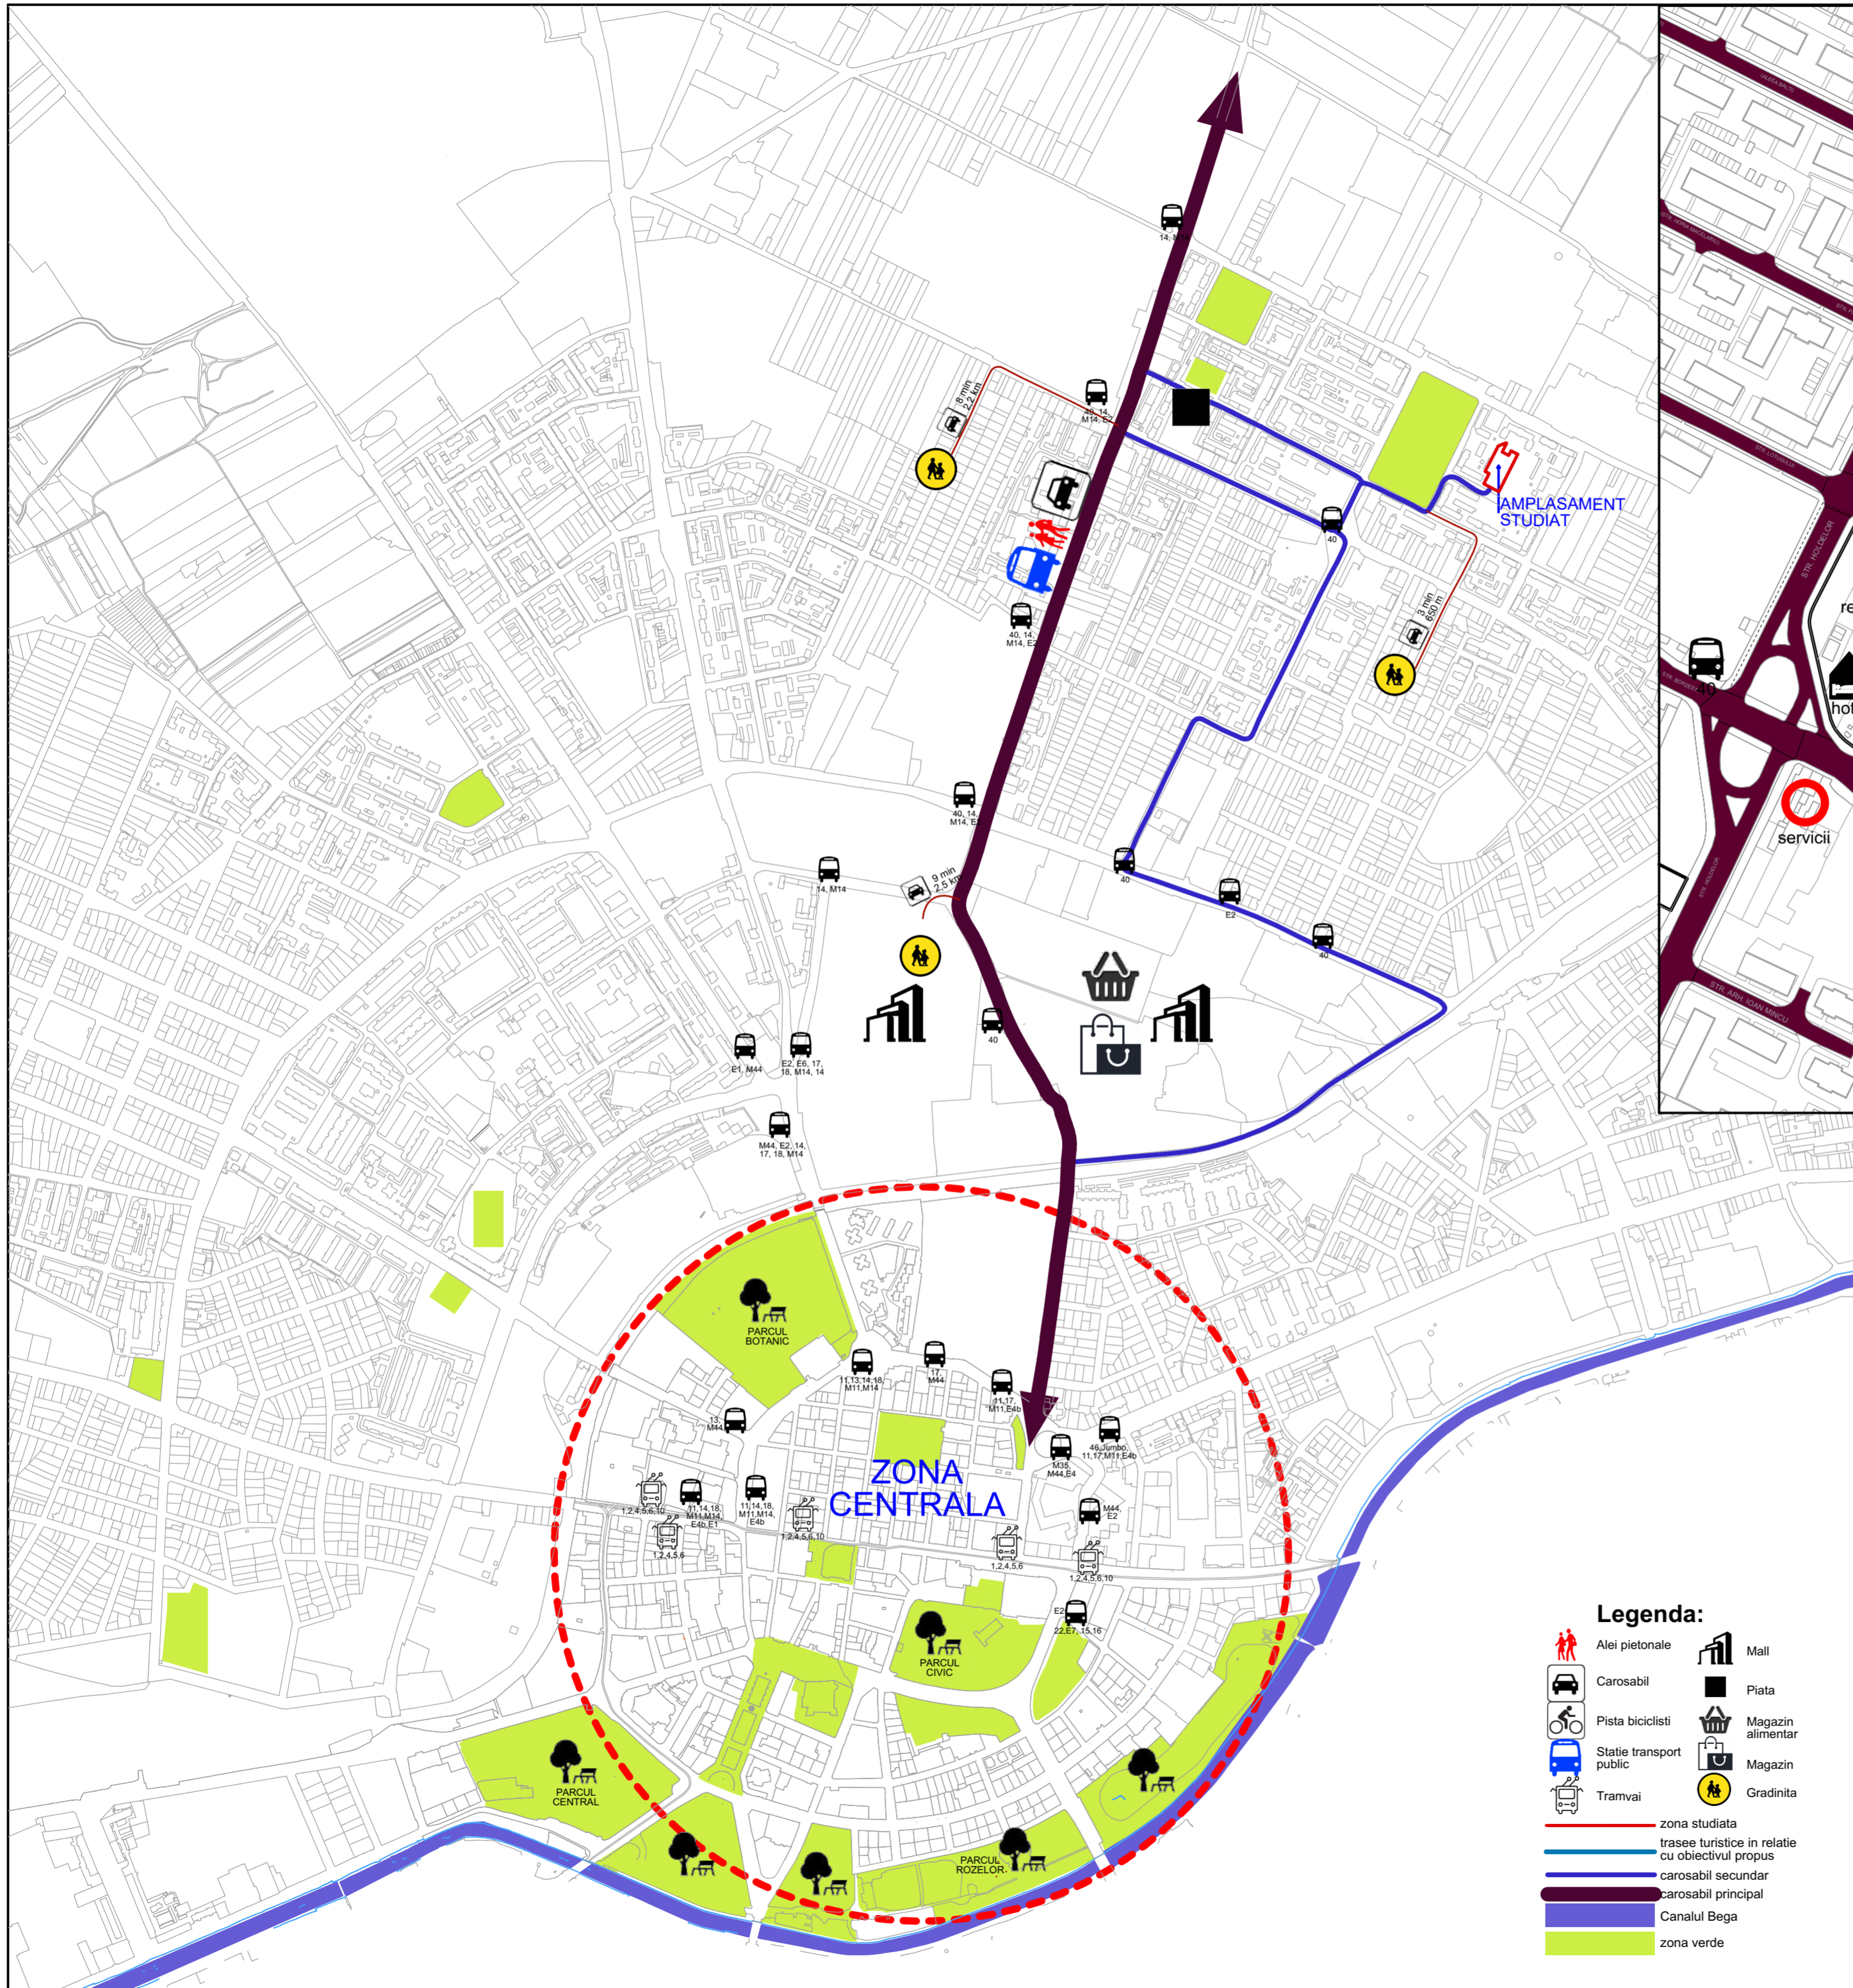 14, M14
8 min
2.2 km
40, 14,
M14, E2
AMPLASAMENT
STUDIAT
40
3 min
650 m
40, 14,
M14, E2
40, 14,
M14, E2
14, M14
9 min
2.5 km
40
E2
40
40
E1, M44
E2, E6, 17,
18, M14, 14
M44, E2, 14,
17, 18, M14
PARCUL
BOTANIC
11,13,14,18,
M11,M14
17,
M44
11,17,
M11,E4b
13,
M44
M35,
M44,E4
46,Jumbo,
11,17,M11,E4b
ZONA
CENTRALA
1,2,4,5,6,10
11,14,18,
M11,M14,
E4b,E1
11,14,18,
M11,M14,
E4b
1,2,4,5,6,10
M44,
E2
1,2,4,5,6
1,2,4,5,6
1,2,4,5,6,10
E2
22,E7, 15,16
PARCUL
CIVIC
PARCUL
CENTRAL
PARCUL
ROZELOR
STR. LOTUSULUI
STR. HOLDELOR
re
40
hot
servicii
STR. HOLDELOR
STR. ARH. IOAN MINCU
Legenda:
Alei pietonale
Mall
Carosabil
Piata
Pista biciclisti
Magazin
alimentar
Statie transport
public
Magazin
Tramvai
Gradinita
zona studiata
trasee turistice in relatie
cu obiectivul propus
carosabil secundar
carosabil principal
Canalul Bega
zona verde